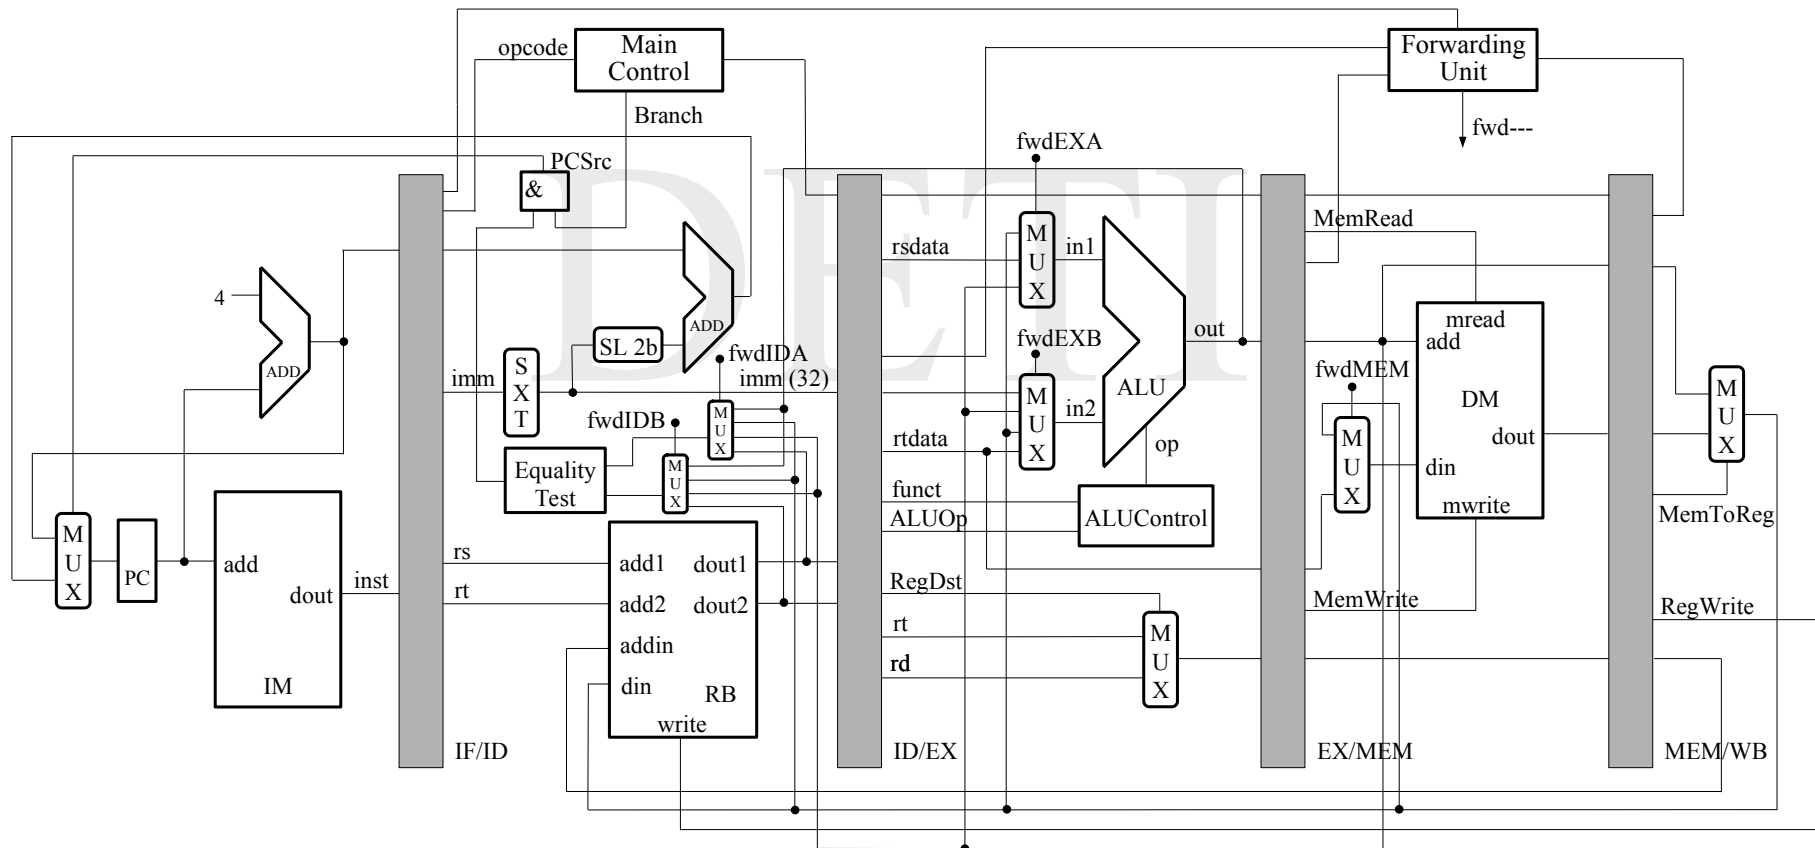 opcode
Main
Control
Forwarding
Unit
Branch
fwd---
fwdEXA
PCSrc
&
DETI
MemRead
M
U
X
rsdata
in1
4
ADD
ADD
SL 2b
out
mread
add
fwdIDA
fwdEXB
fwdMEM
imm
S
X
T
imm (32)
M
U
X
in2
ALU
DM
dout
M
U
X
fwdIDB
M
U
X
rtdata
op
M
U
X
din
Equality
Test
M
U
X
funct
ALUOp
ALUControl
mwrite
MemToReg
M
U
X
PC
add
dout
IM
inst
rs
rt
add1
add2
addin
din
dout1
dout2
RB
write
RegDst
rt
rd
M
U
X
MemWrite
RegWrite
IF/ID
ID/EX
EX/MEM
MEM/WB